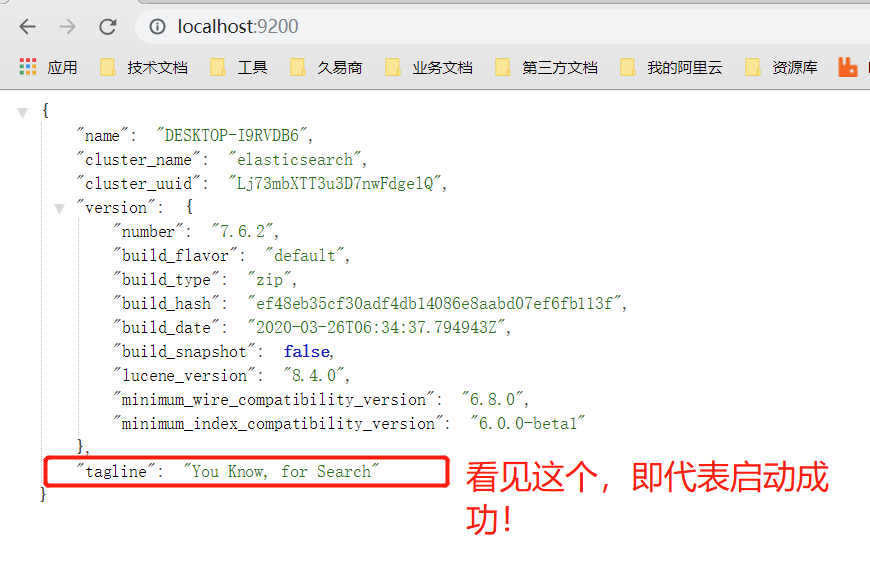 localhost:9200
应用 技术文档 工具 久易商 业务文档 第三方文档 我的阿里云 资源库
{
"name": "DESKTOP-I9RVDB6",
"cluster_name": "elasticsearch",
"cluster_uuid": "Lj73mbXTT3u3D7nwFdgelQ",
"version": {
"number": "7.6.2",
"build_flavor": "default",
"build_type": "zip",
"build_hash": "ef48eb35cf30adf4db14086e8aabd07ef6fb113f",
"build_date": "2020-03-26T06:34:37.794943Z",
"build_snapshot": false,
"lucene_version": "8.4.0",
"minimum_wire_compatibility_version": "6.8.0",
"minimum_index_compatibility_version": "6.0.0-beta1"
},
"tagline": "You Know, for Search"
}
看见这个，即代表启动成
功！